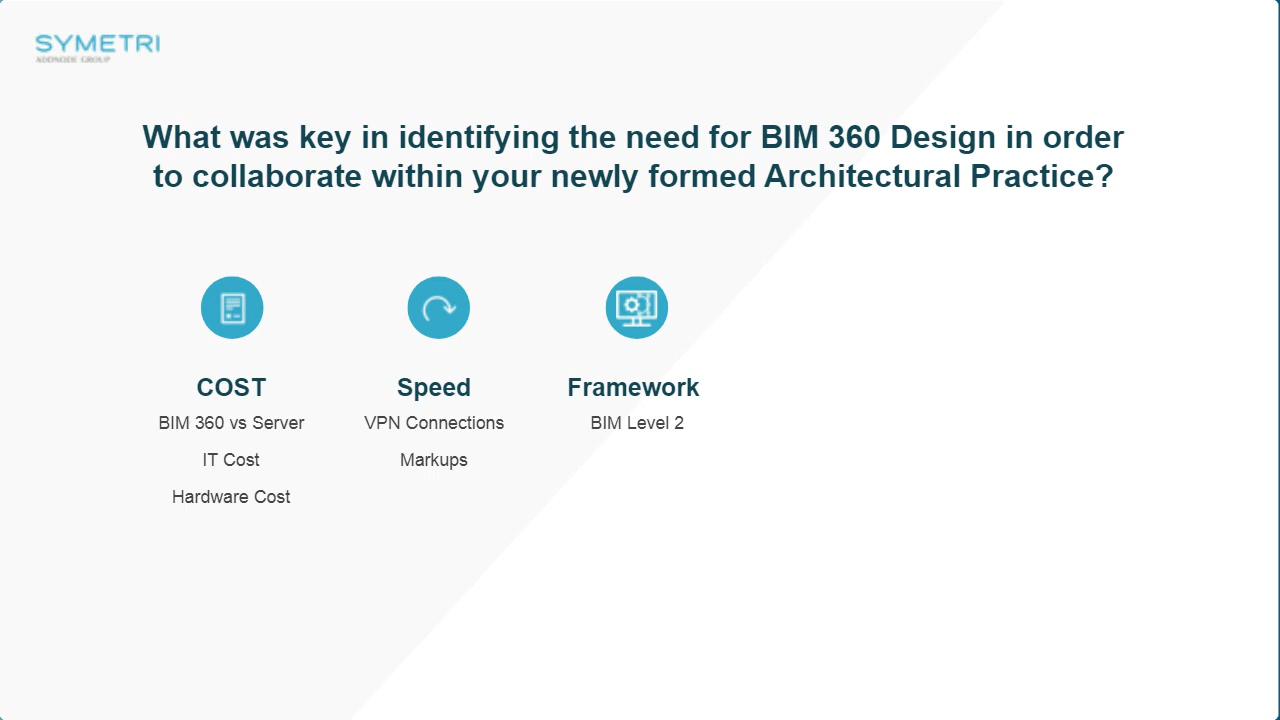 SYMETRI
ADDNODE GROUP
What was key in identifying the need for BIM 360 Design in order
to collaborate within your newly formed Architectural Practice?
COST
BIM 360 vs Server
IT Cost
Hardware Cost
Speed
VPN Connections
Markups
Framework
BIM Level 2